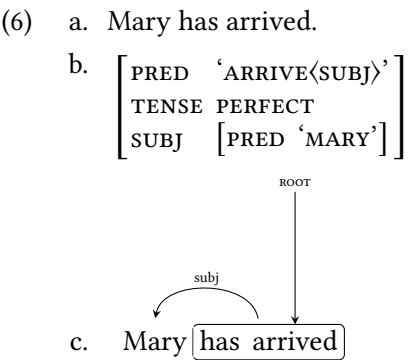 (6) a. Mary has arrived.
b. [PRED ‘ARRIVE⟨SUBJ⟩’
TENSE PERFECT
SUBJ [PRED ‘MARY’]]
ROOT
subj
c. Mary has arrived